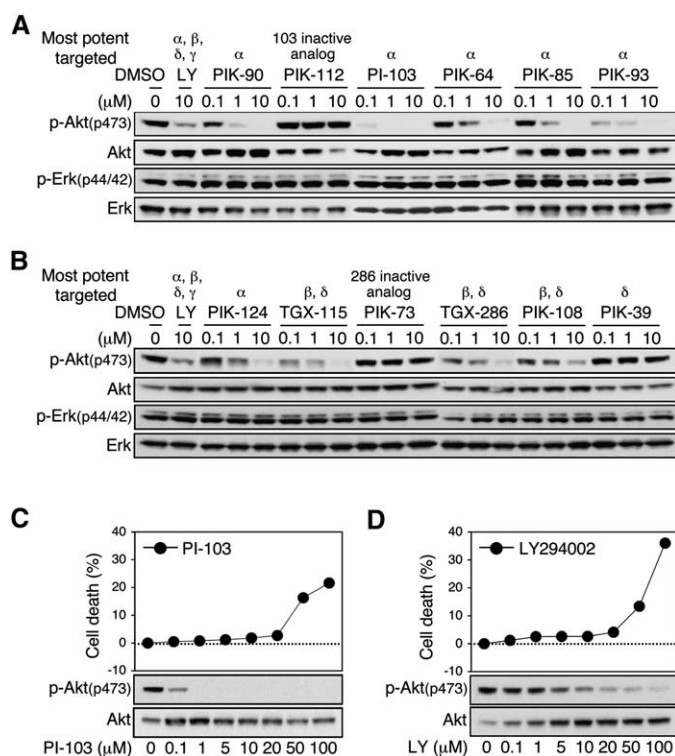 A
Most potent targeted
α, β, δ, γ
α
103 inactive analog
α
α
α
α
DMSO LY PIK-90 PIK-112 PI-103 PIK-64 PIK-85 PIK-93
(μM) 0 10 0.1 1 10 0.1 1 10 0.1 1 10 0.1 1 10 0.1 1 10 0.1 1 10
p-Akt(p473)
Akt
p-Erk(p44/42)
Erk
B
Most potent targeted
α, β, δ, γ
α
β, δ
286 inactive analog
β, δ
β, δ
δ
DMSO LY PIK-124 TGX-115 PIK-73 TGX-286 PIK-108 PIK-39
(μM) 0 10 0.1 1 10 0.1 1 10 0.1 1 10 0.1 1 10 0.1 1 10 0.1 1 10
p-Akt(p473)
Akt
p-Erk(p44/42)
Erk
C
PI-103
Cell death (%)
40
30
20
10
0
-10
p-Akt(p473)
Akt
PI-103 (μM) 0 0.1 1 5 10 20 50 100
D
LY294002
Cell death (%)
40
30
20
10
0
-10
p-Akt(p473)
Akt
LY (μM) 0 0.1 1 5 10 20 50 100